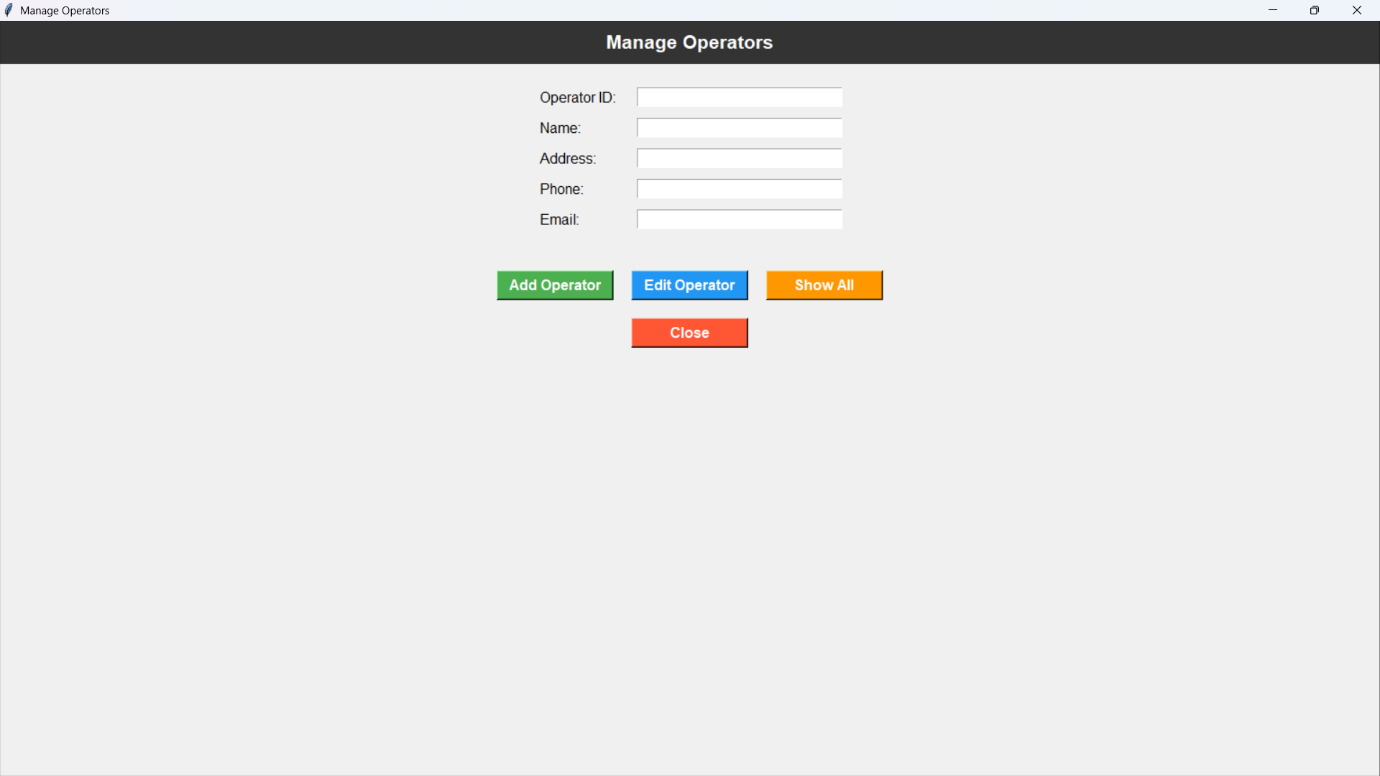 Manage Operators
Manage Operators
Operator ID:
Name:
Address:
Phone:
Email:
Add Operator Edit Operator Show All
Close